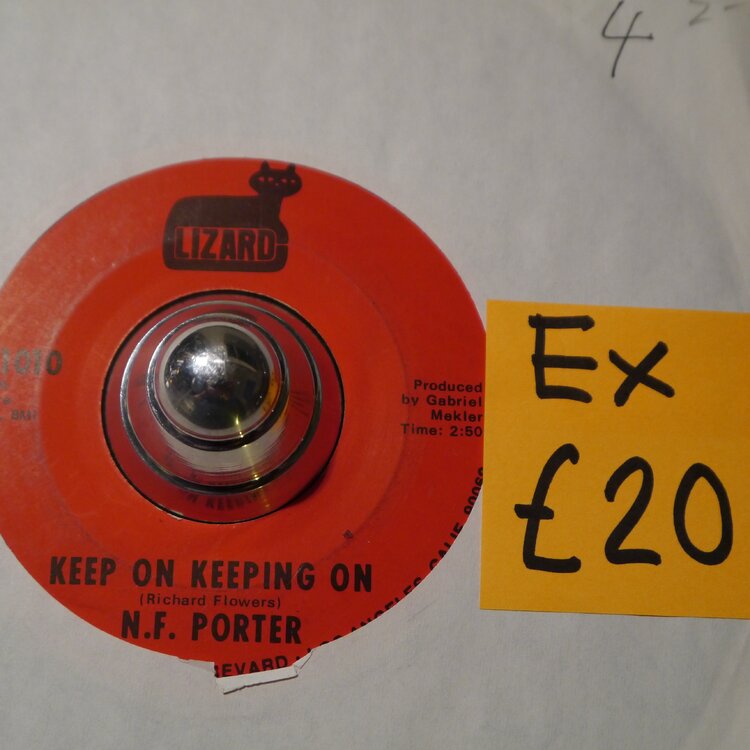 4
LIZARD
1010
BMI
Produced
by Gabriel
Mekler
Time: 2:50
KEEP ON KEEPING ON
(Richard Flowers)
N.F. PORTER
Ex
£20